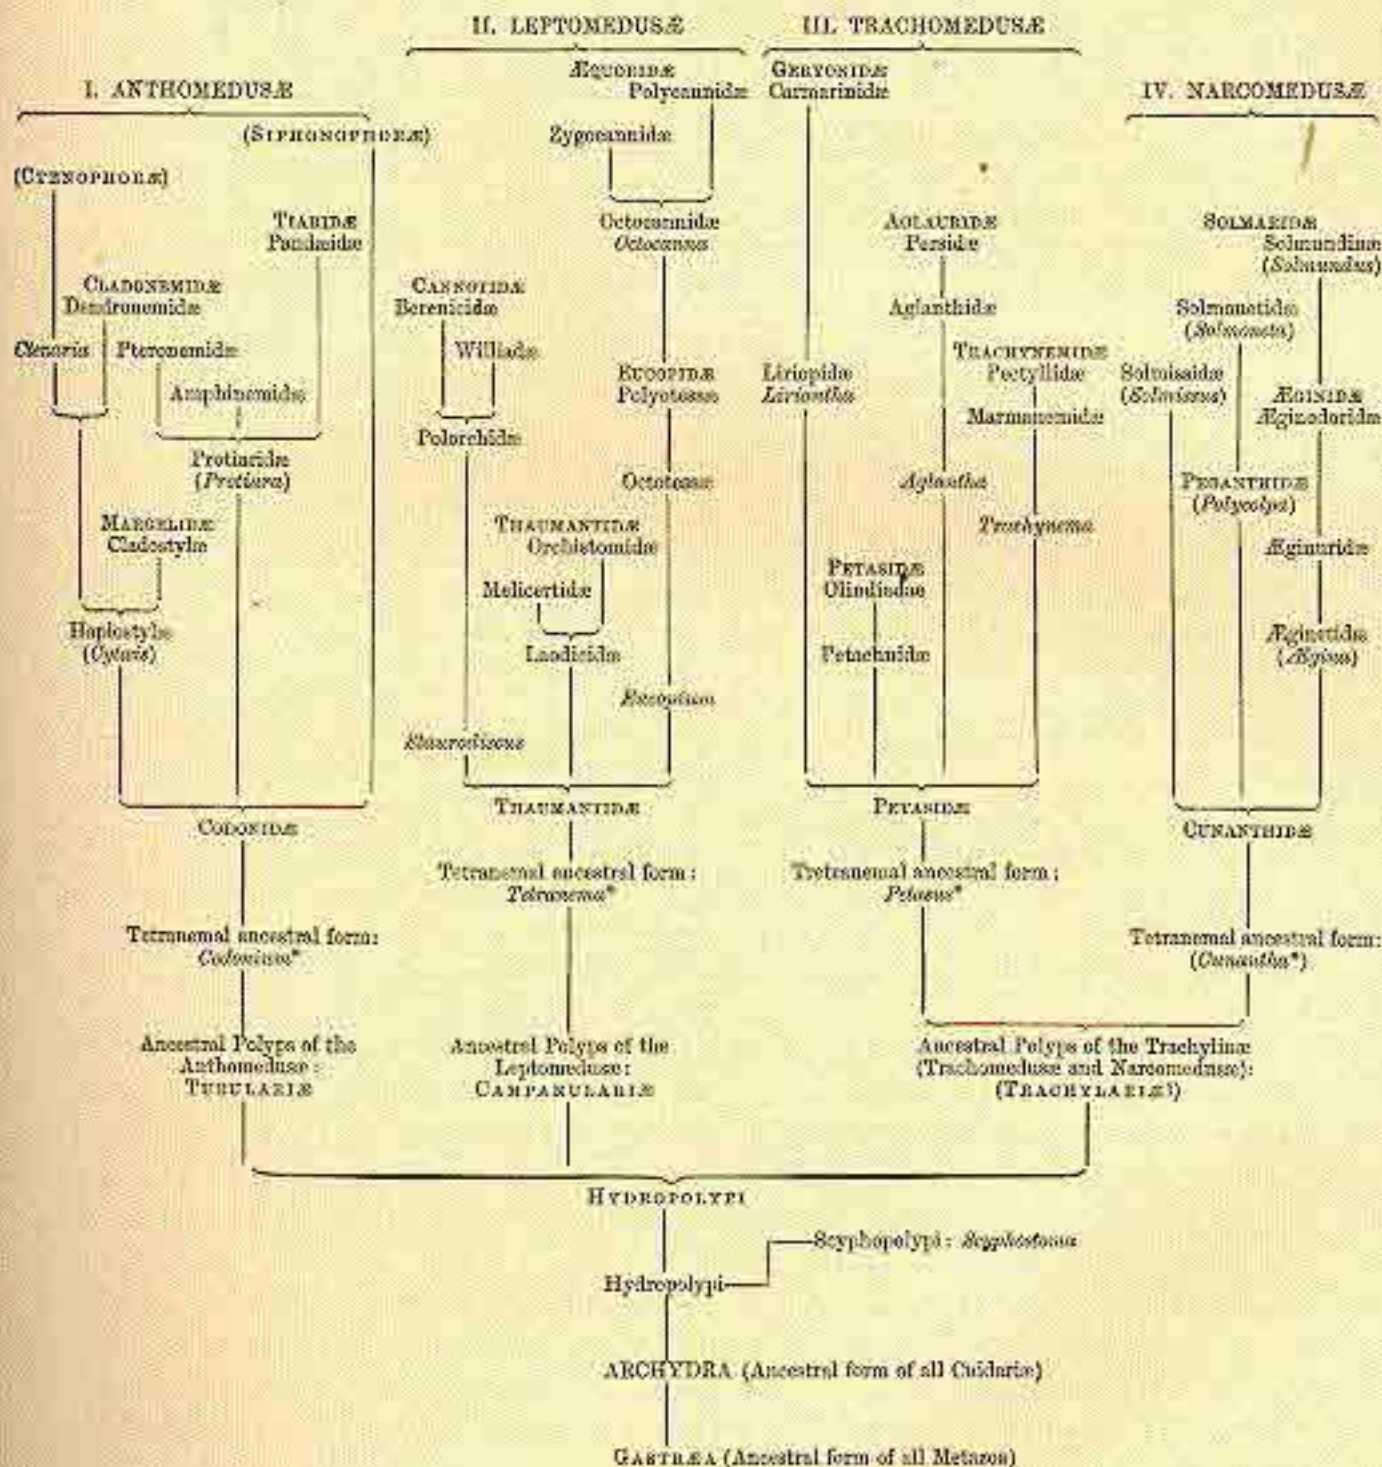 II. LEPTOMEDUSÆ
III. TRACHOMEDUSÆ
ÆQUORIDÆ
Polycannidæ
GERYONIDÆ
Carmarinidæ
I. ANTHOMEDUSÆ
IV. NARCOMEDUSÆ
(SIPHONOPHORÆ)
Zygocannidæ
(CTENOPHORÆ)
TIARIDÆ
Pandæidæ
Octocannidæ
Octocanna
AGLAURIDÆ
Persidæ
SOLMARIDÆ
Solmundinæ
(Solmundus)
CLADONEMIDÆ
Dendronemidæ
CANNOTIDÆ
Berenicidæ
Aglanthidæ
Solmonetidæ
(Solmoneta)
Ctenaria
Pteronemidæ
Williadæ
EUCOPIDÆ
Polyotessæ
Liriopidæ
Liriantha
TRACHYNEMIDÆ
Pectyllidæ
Solmissidæ
(Solmissus)
Amphinemidæ
ÆGINIDÆ
Æginodoridæ
Marmanemidæ
Polorchidæ
Protiaridæ
(Protiara)
Octotessæ
Aglantha
PEGANTHIDÆ
(Polycolpa)
MARGELIDÆ
Cladostylæ
THAUMANTIDÆ
Orchistomidæ
Trachynema
Æginuridæ
PETASIDÆ
Olindiadæ
Melicertidæ
Haplostylæ
(Cytæis)
Laodicidæ
Petachnidæ
Æginetidæ
(Ægina)
Eucopium
Staurodiscus
CODONIDÆ
THAUMANTIDÆ
PETASIDÆ
CUNANTHIDÆ
Tetranemal ancestral form:
Tetranema*
Tretranemal ancestral form:
Petasus*
Tetranemal ancestral form:
Codonium*
Tetranemal ancestral form:
(Cunantha*)
Ancestral Polyps of the
Anthomedusæ:
TUBULARIÆ
Ancestral Polyps of the
Leptomedusæ:
CAMPANULARIÆ
Ancestral Polyps of the Trachylinæ
(Trachomedusæ and Narcomedusæ):
(TRACHYLARIÆ?)
HYDROPOLYPI
Scyphopolypi: Scyphostoma
Hydropolypi
ARCHYDRA (Ancestral form of all Cnidariæ)
GASTRÆA (Ancestral form of all Metazoa)